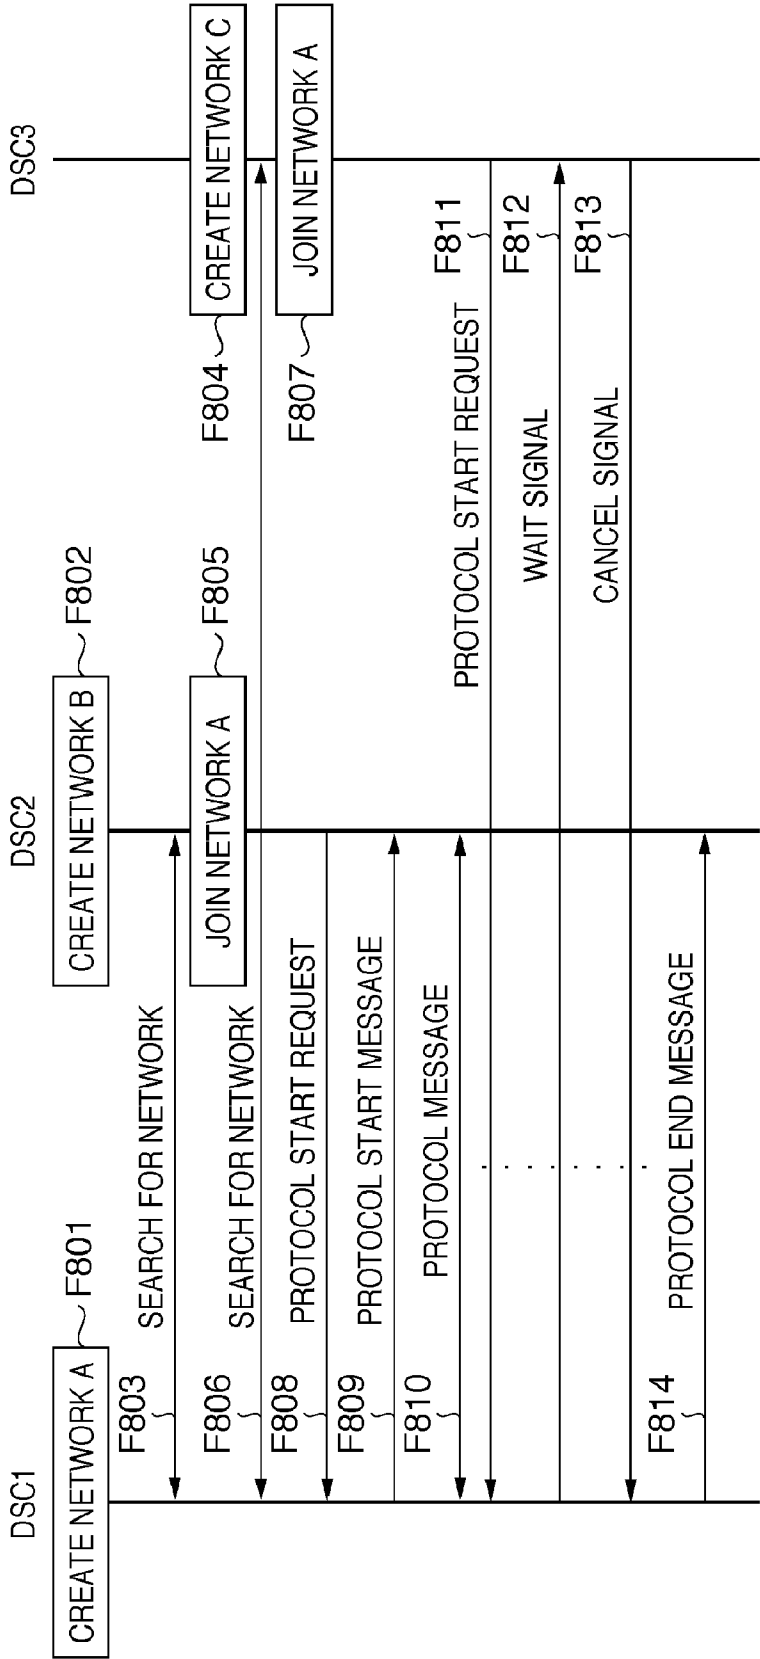 DSC1
DSC2
DSC3
CREATE NETWORK A
F801
CREATE NETWORK B
F802
F803
SEARCH FOR NETWORK
CREATE NETWORK C
F804
JOIN NETWORK A
F805
F806
SEARCH FOR NETWORK
JOIN NETWORK A
F807
F808
PROTOCOL START REQUEST
F809
PROTOCOL START MESSAGE
F810
PROTOCOL MESSAGE
PROTOCOL START REQUEST
F811
WAIT SIGNAL
F812
CANCEL SIGNAL
F813
F814
PROTOCOL END MESSAGE